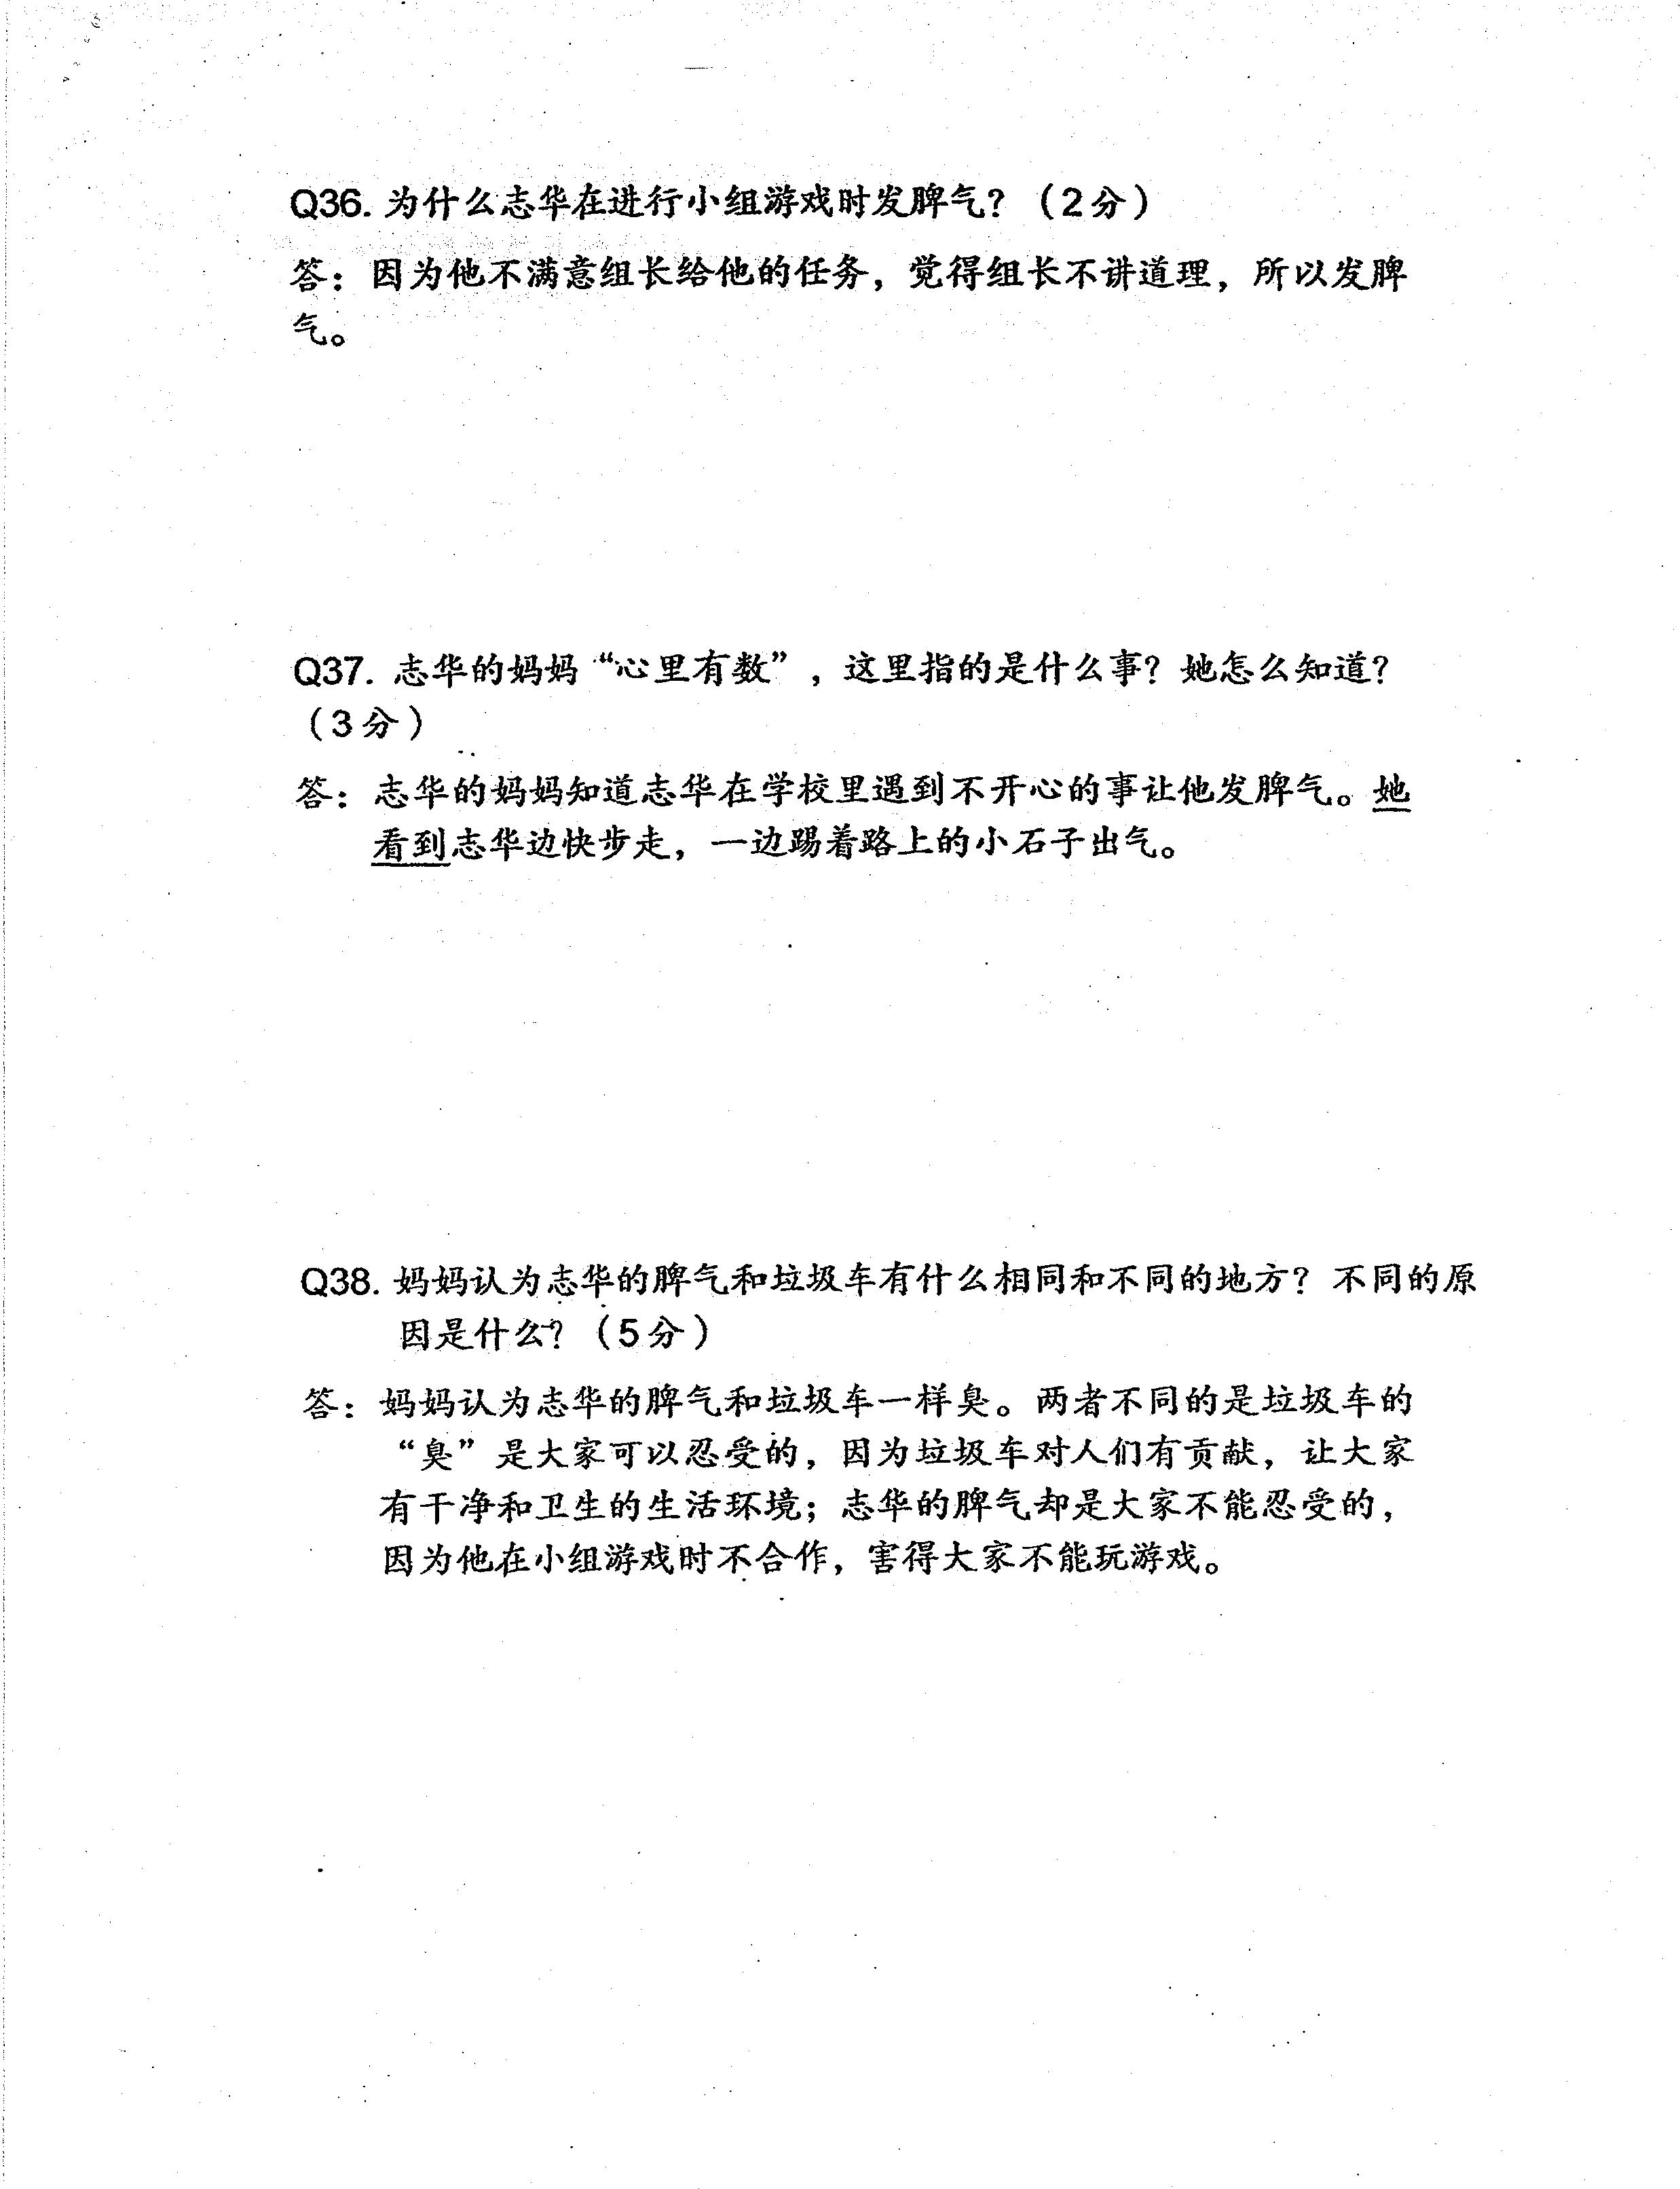 Q36. 为什么志华在进行小组游戏时发脾气？（2分）
答：因为他不满意组长给他的任务，觉得组长不讲道理，所以发脾
气。
Q37. 志华的妈妈“心里有数”，这里指的是什么事？她怎么知道？
（3分）
答：志华的妈妈知道志华在学校里遇到不开心的事让他发脾气。她
看到志华边快步走，一边踢着路上的小石子出气。
Q38. 妈妈认为志华的脾气和垃圾车有什么相同和不同的地方？不同的原
因是什么？（5分）
答：妈妈认为志华的脾气和垃圾车一样臭。两者不同的是垃圾车的
“臭”是大家可以忍受的，因为垃圾车对人们有贡献，让大家
有干净和卫生的生活环境；志华的脾气却是大家不能忍受的，
因为他在小组游戏时不合作，害得大家不能玩游戏。